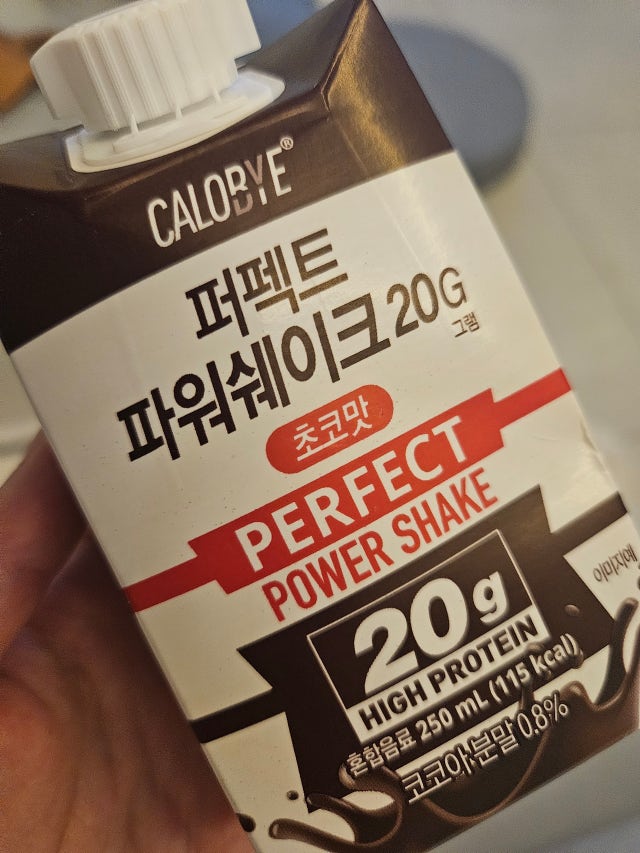 CALOBYE®
퍼펙트
파워쉐이크 20G
그램
초코맛
PERFECT
POWER SHAKE
이미지예
20g
HIGH PROTEIN
혼합음료 250 mL (115 kcal)
코코아분말 0.8%